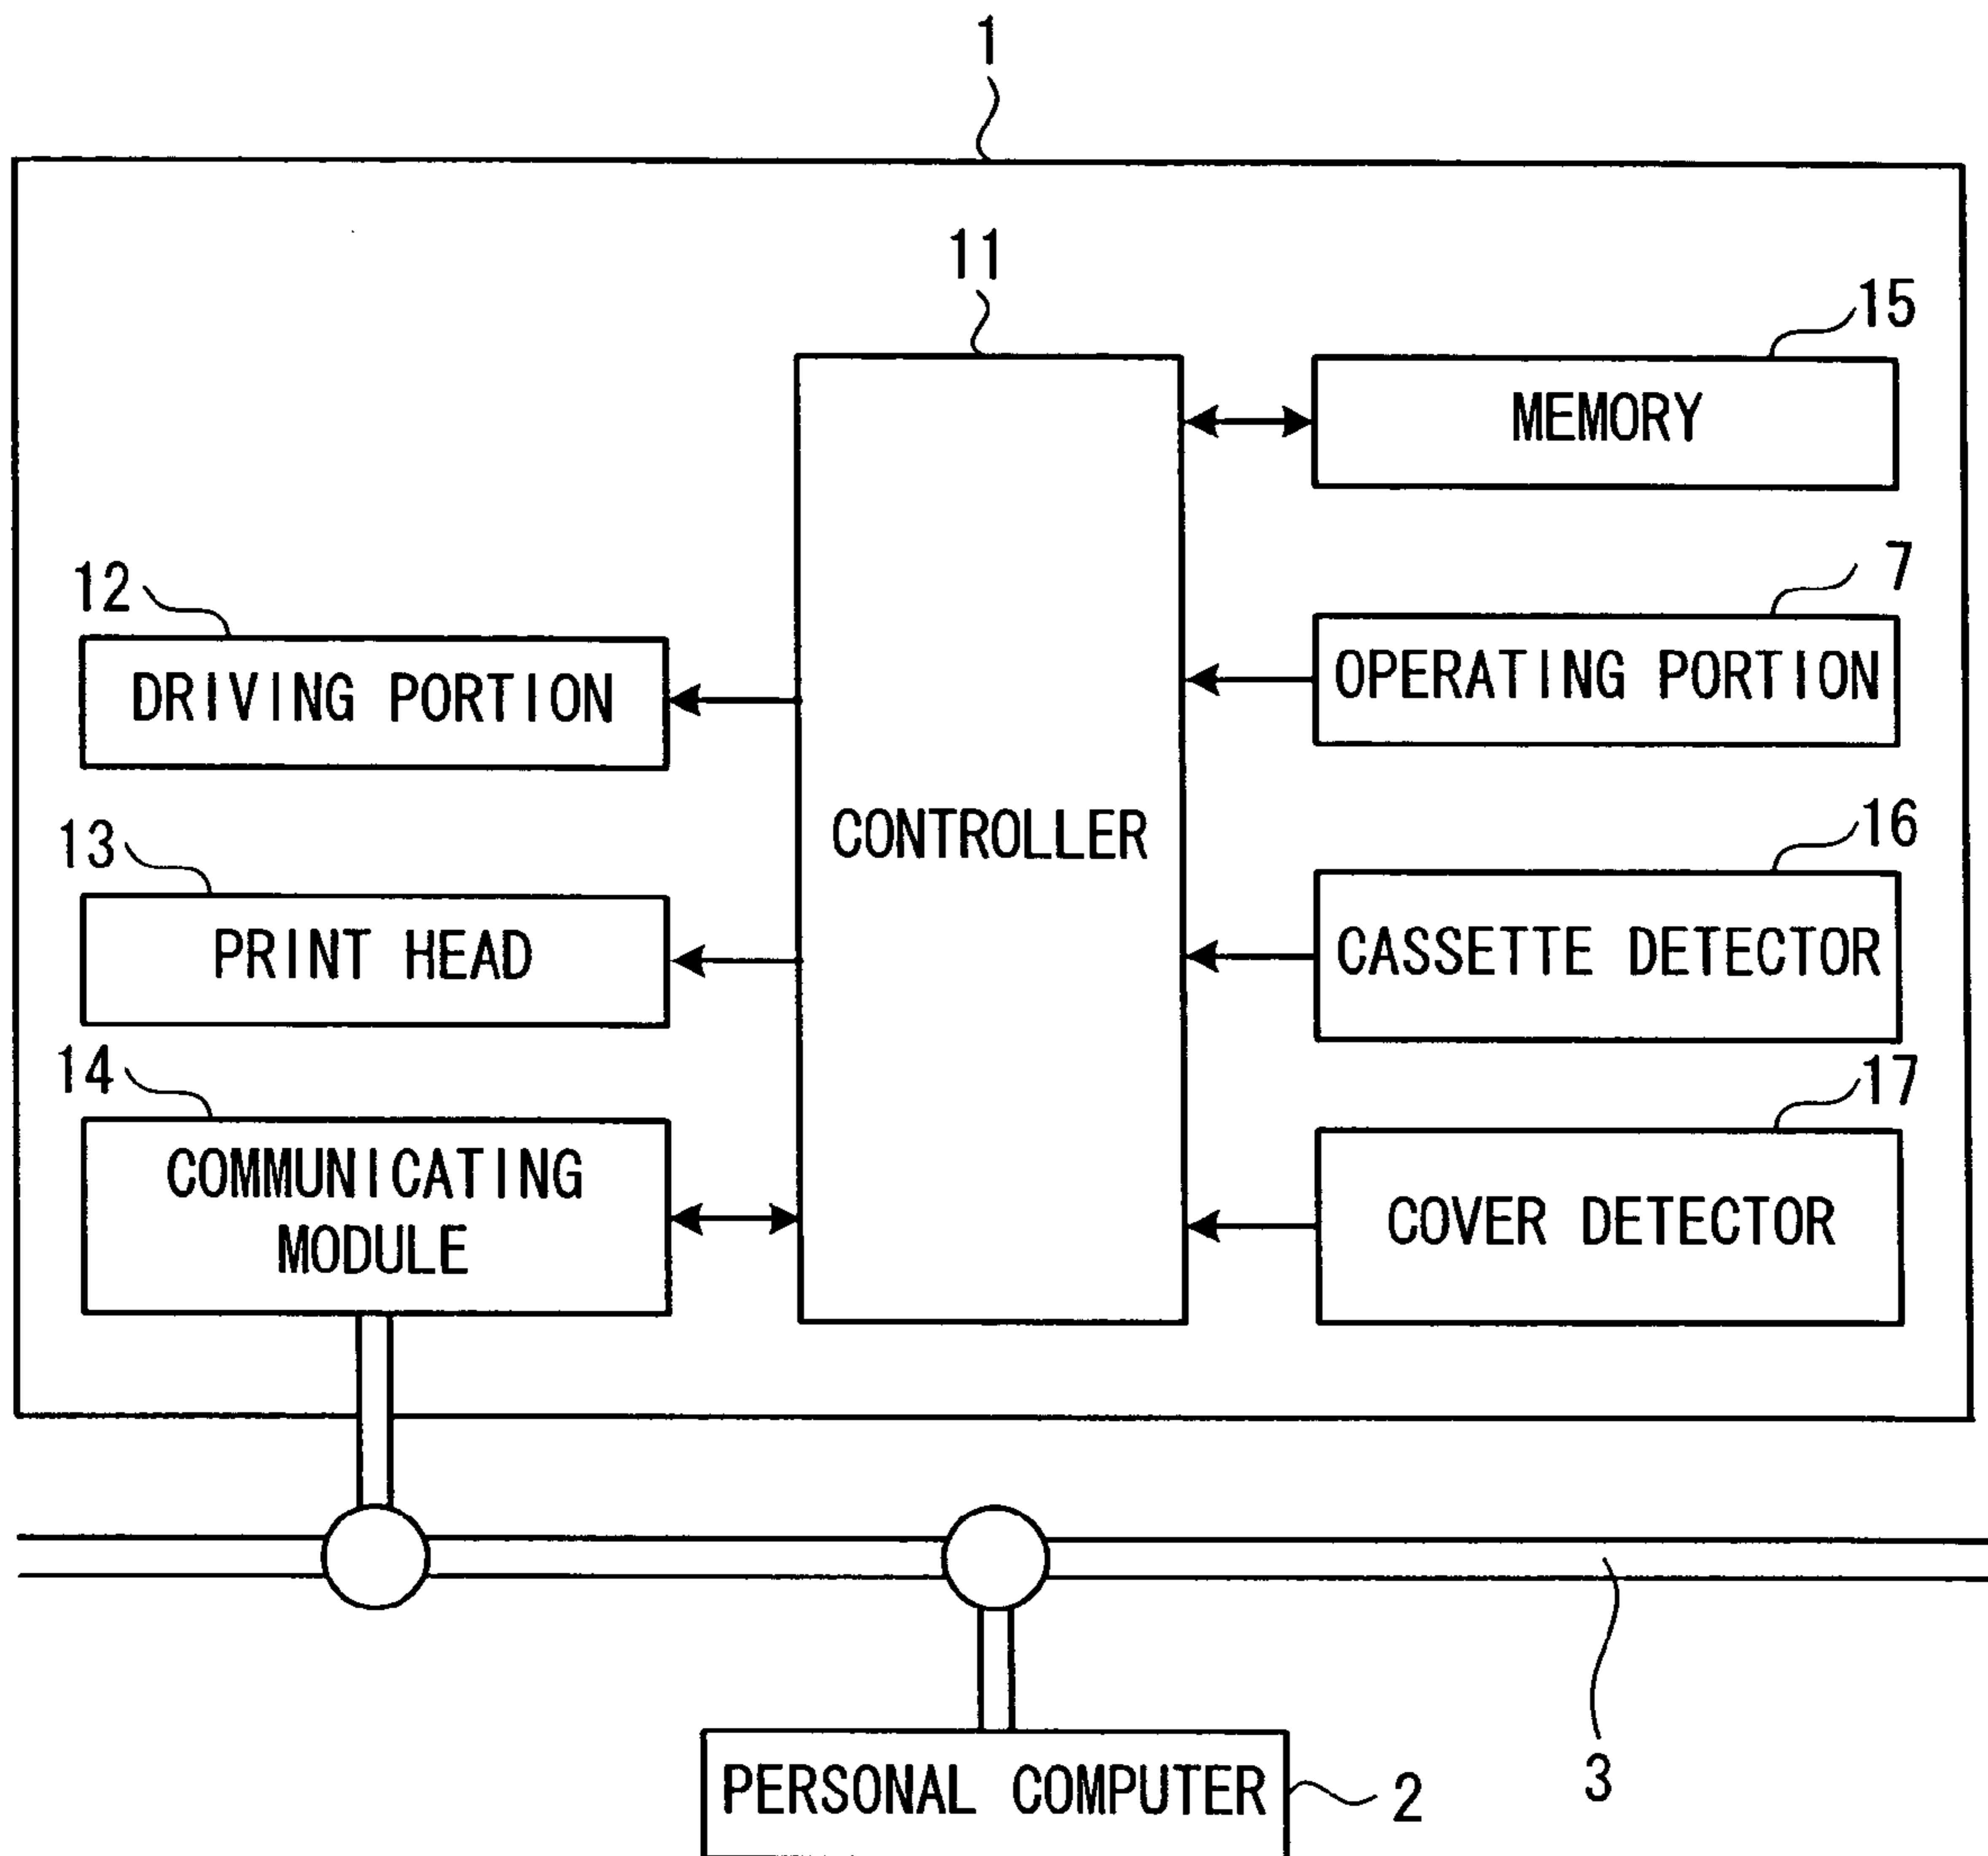 1
11
15
MEMORY
7
12
OPERATING PORTION
DRIVING PORTION
16
13
CONTROLLER
CASSETTE DETECTOR
PRINT HEAD
14
17
COMMUNICATING
MODULE
COVER DETECTOR
3
PERSONAL COMPUTER
2